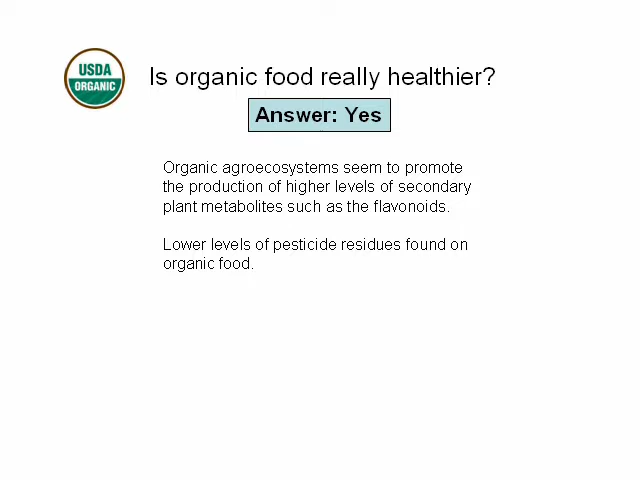 USDA
ORGANIC
Is organic food really healthier?
Answer: Yes
Organic agroecosystems seem to promote
the production of higher levels of secondary
plant metabolites such as the flavonoids.
Lower levels of pesticide residues found on
organic food.